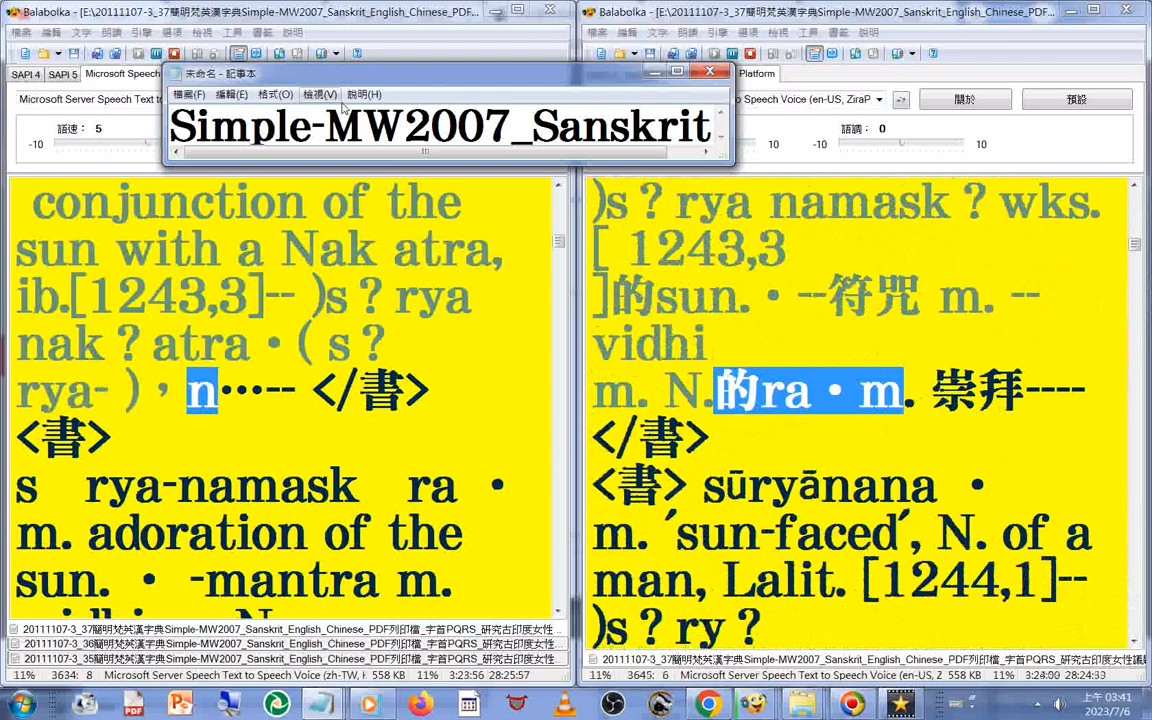 Balabolka - [E:\20111107-3_37簡明梵英漢字典Simple-MW2007_Sanskrit_English_Chinese_PDF...
檔案 編輯 文字 朗讀 引擎 選項 檢視 工具 書籤 說明
SAPI 4 SAPI 5 Microsoft Speech
未命名 - 記事本
檔案(F) 編輯(E) 格式(O) 檢視(V) 說明(H)
Simple-MW2007_Sanskrit
Microsoft Server Speech Text to
語速： 5
-10
conjunction of the
sun with a Nak atra,
ib.[1243,3]-- )s？rya
nak？atra・( s？
rya- )，n…-- </書>
<書>
s rya-namask ra ・
m. adoration of the
sun. ・ -mantra m.
20111107-3_37簡明梵英漢字典Simple-MW2007_Sanskrit_English_Chinese_PDF列印檔_字首PQRS_研究古印度女性...
20111107-3_36簡明梵英漢字典Simple-MW2007_Sanskrit_English_Chinese_PDF列印檔_字首PQRS_研究古印度女性...
20111107-3_35簡明梵英漢字典Simple-MW2007_Sanskrit_English_Chinese_PDF列印檔_字首PQRS_研究古印度女性...
11% 3634: 8 Microsoft Server Speech Text to Speech Voice (zh-TW, H 558 KB 11% 3:23:56 28:25:57
Balabolka - [E:\20111107-3_37簡明梵英漢字典Simple-MW2007_Sanskrit_English_Chinese_PDF...
檔案 編輯 文字 朗讀 引擎 選項 檢視 工具 書籤 說明
Platform
Speech Voice (en-US, ZiraP 關於 預設
語調： 0
10 -10 10
)s？rya namask？wks.
[ 1243,3
]的sun.・--符咒 m. --
vidhi
m. N.的ra・m. 崇拜----
</書>
<書> sūryānana ・
m. 'sun-faced', N. of a
man, Lalit. [1244,1]--
)s？ry？
20111107-3_37簡明梵英漢字典Simple-MW2007_Sanskrit_English_Chinese_PDF列印檔_字首PQRS_研究古印度女性議
11% 3645: 6 Microsoft Server Speech Text to Speech Voice (en-US, Z 558 KB 11% 3:24:00 28:24:33
上午 03:41
2023/7/6